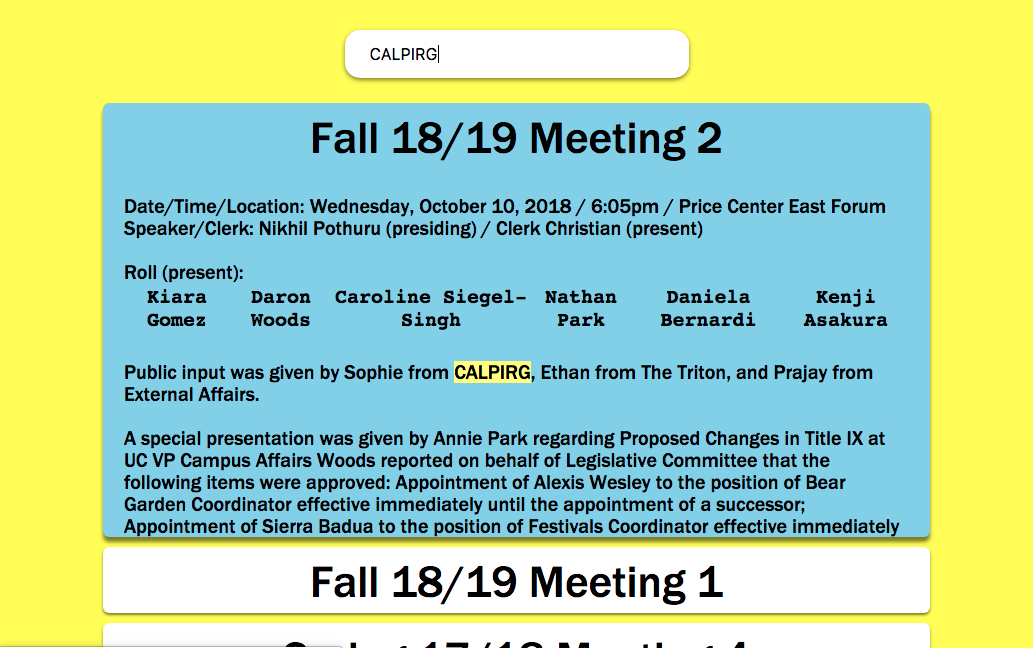 CALPIRG
Fall 18/19 Meeting 2
Date/Time/Location: Wednesday, October 10, 2018 / 6:05pm / Price Center East Forum
Speaker/Clerk: Nikhil Pothuru (presiding) / Clerk Christian (present)
Roll (present):
Kiara Daron Caroline Siegel- Nathan Daniela Kenji
Gomez Woods Singh Park Bernardi Asakura
Public input was given by Sophie from CALPIRG, Ethan from The Triton, and Prajay from
External Affairs.
A special presentation was given by Annie Park regarding Proposed Changes in Title IX at
UC VP Campus Affairs Woods reported on behalf of Legislative Committee that the
following items were approved: Appointment of Alexis Wesley to the position of Bear
Garden Coordinator effective immediately until the appointment of a successor;
Appointment of Sierra Badua to the position of Festivals Coordinator effective immediately
Fall 18/19 Meeting 1